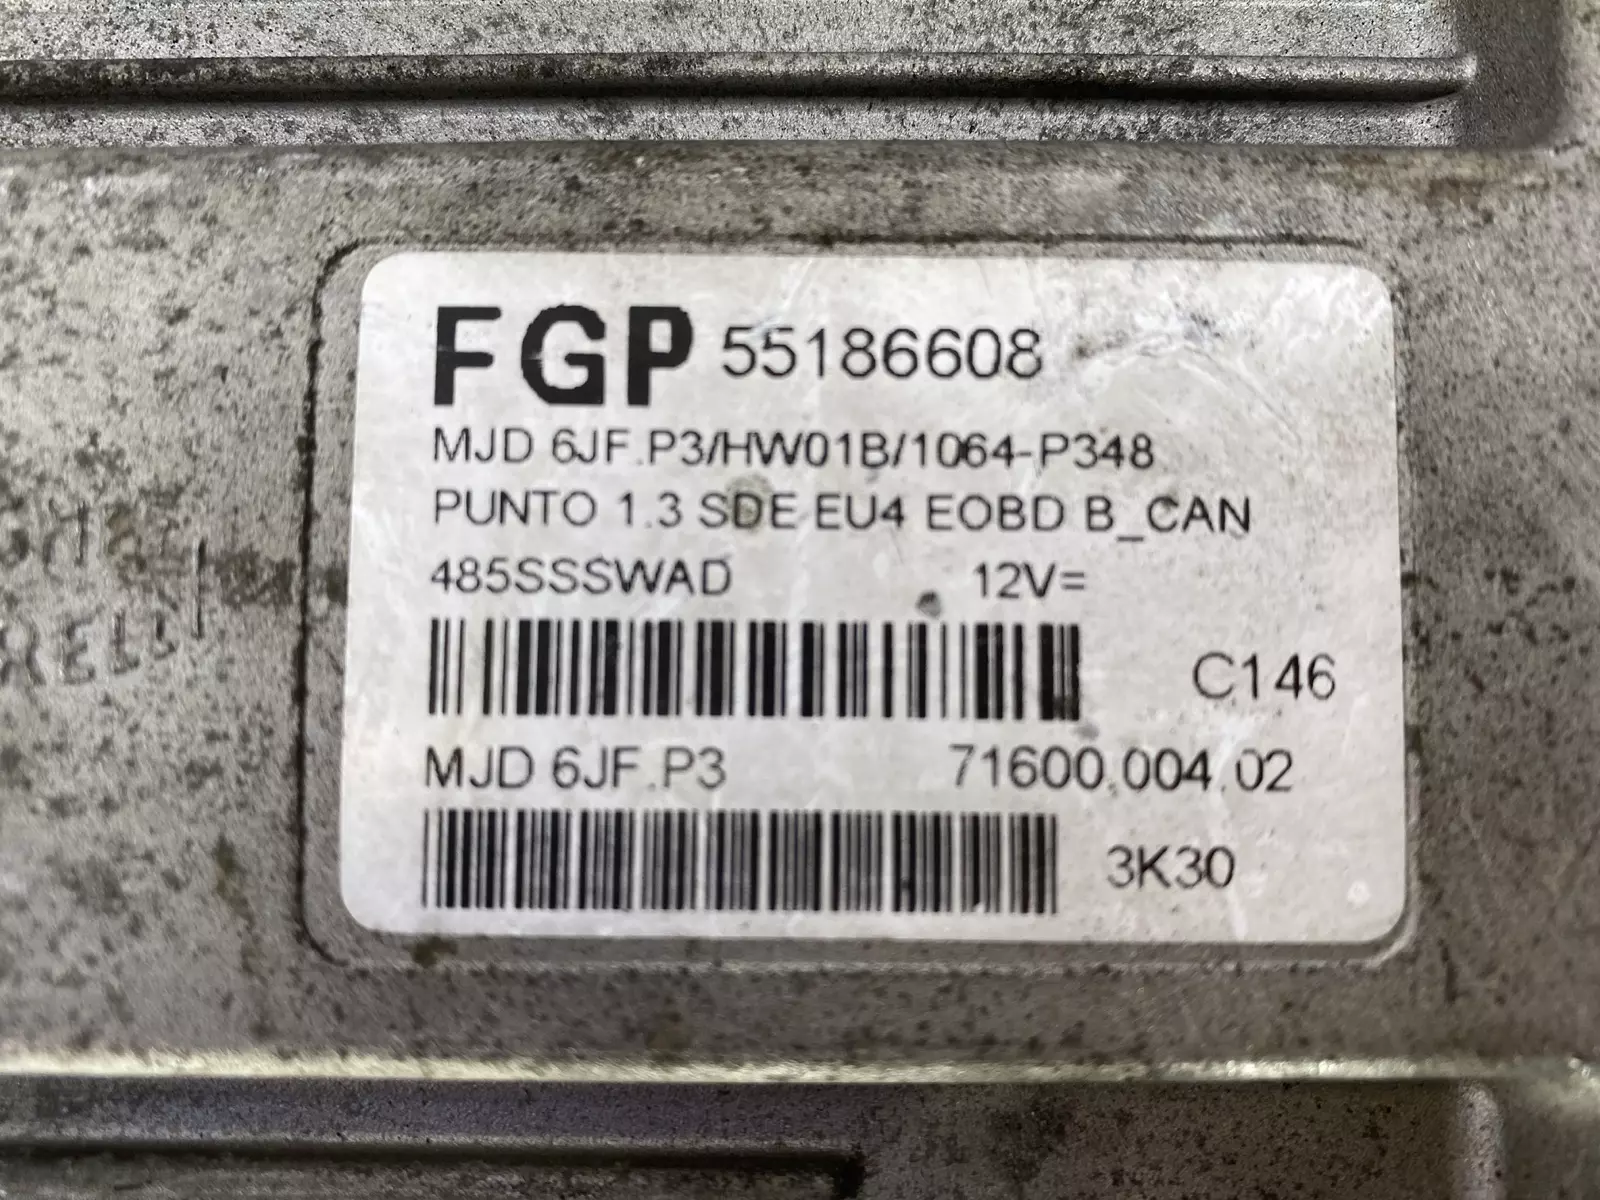 FGP 55186608
MJD 6JF.P3/HW01B/1064-P348
PUNTO 1.3 SDE EU4 EOBD B_CAN
485SSSWAD 12V=
C146
MJD 6JF.P3 71600.004.02
3K30